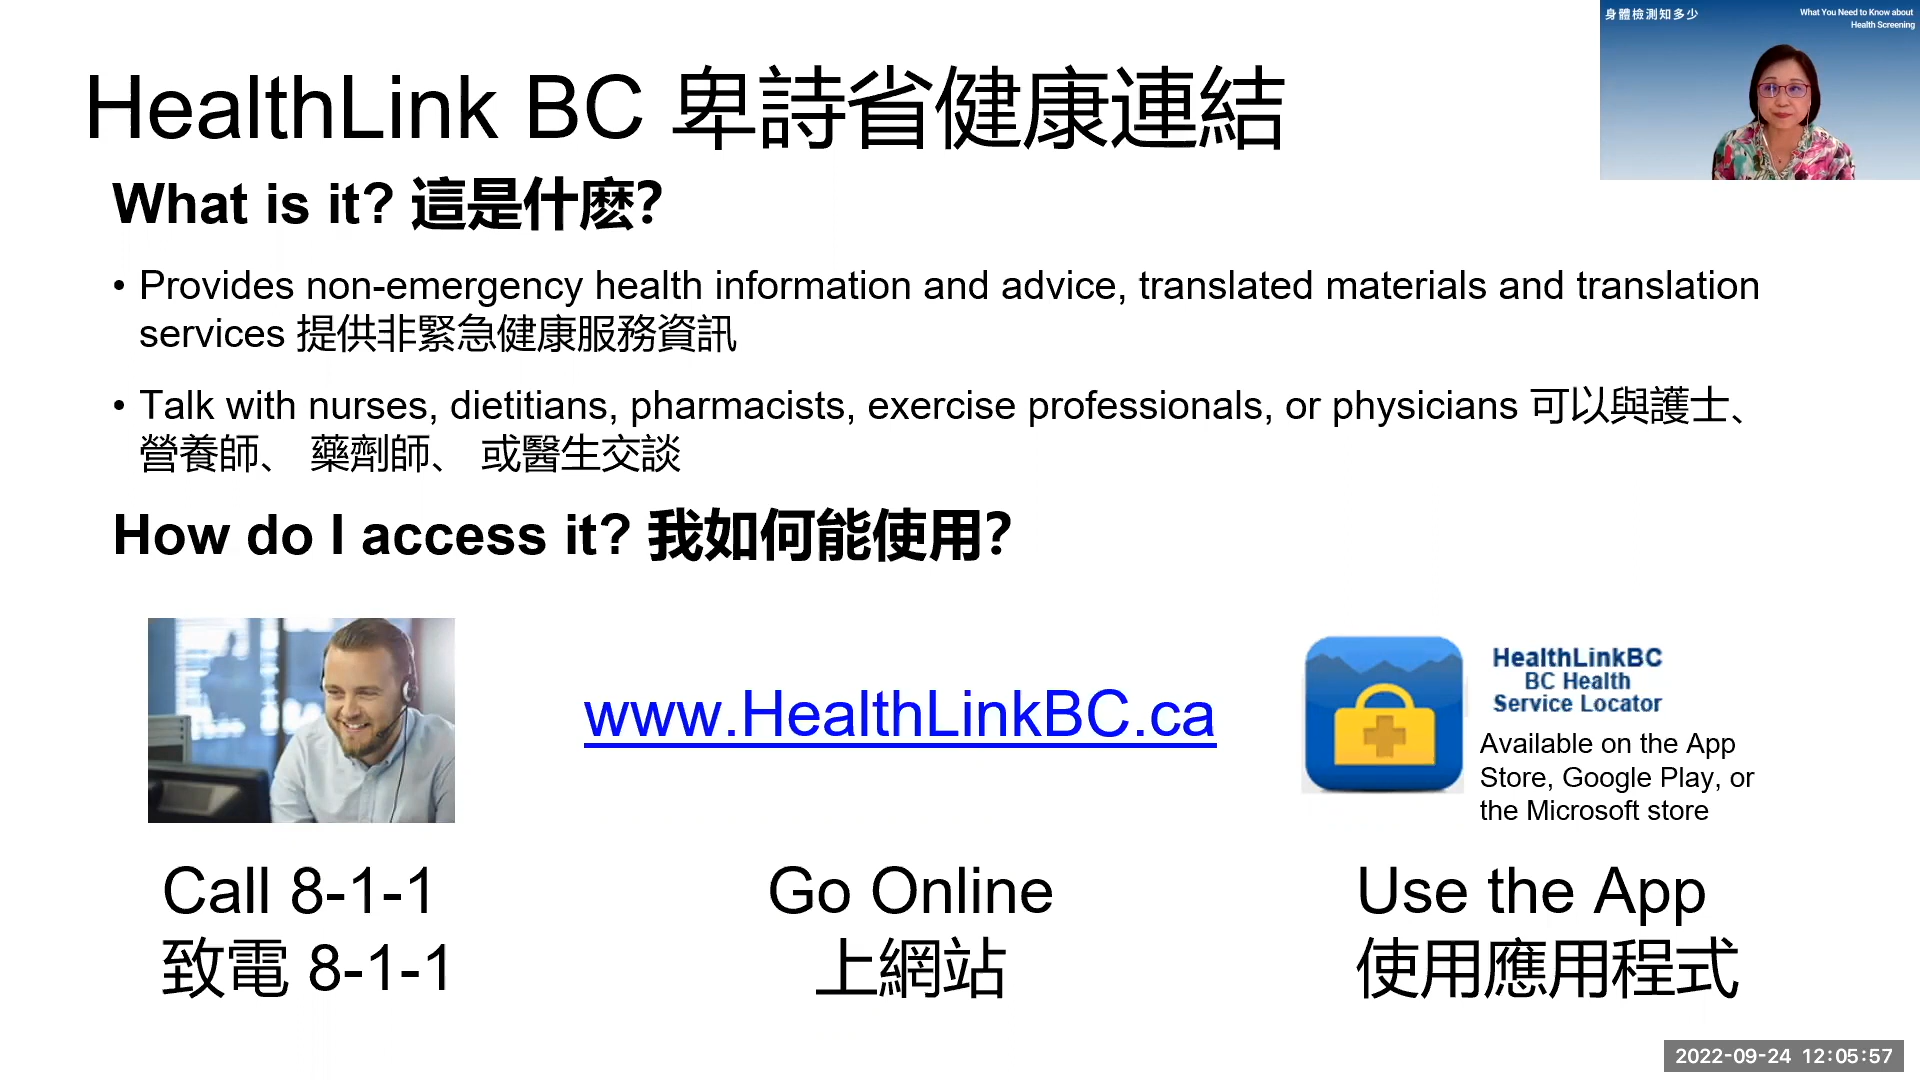 身體檢測知多少
What You Need to Know about
Health Screening
HealthLink BC 卑詩省健康連結
What is it? 這是什麽?
• Provides non-emergency health information and advice, translated materials and translation
services 提供非緊急健康服務資訊
• Talk with nurses, dietitians, pharmacists, exercise professionals, or physicians 可以與護士、
營養師、 藥劑師、 或醫生交談
How do I access it? 我如何能使用?
www.HealthLinkBC.ca
HealthLinkBC
BC Health
Service Locator
Available on the App
Store, Google Play, or
the Microsoft store
Call 8-1-1
致電 8-1-1
Go Online
上網站
Use the App
使用應用程式
2022-09-24 12:05:57